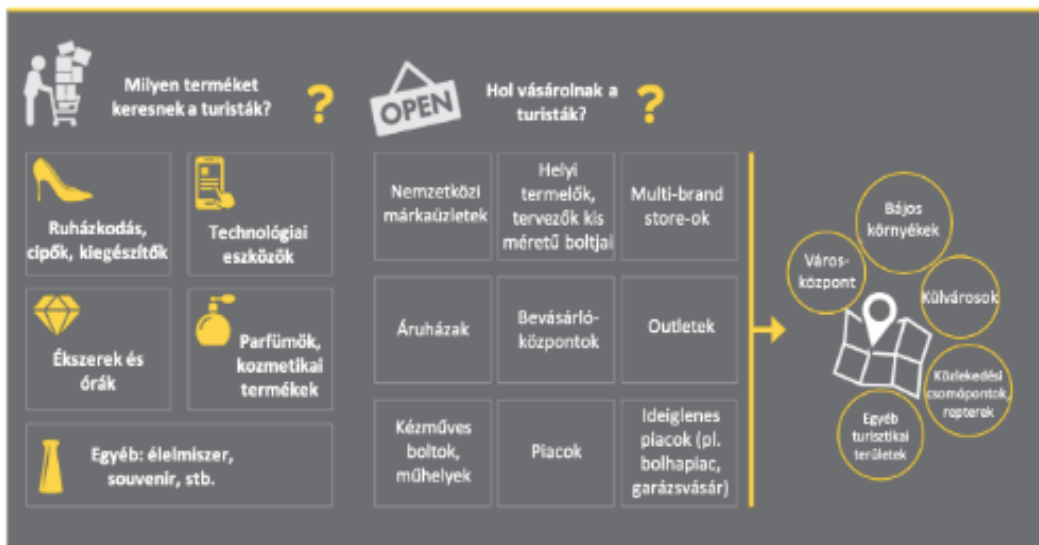 Milyen terméket
keresnek a turisták?
?
OPEN
Hol vásárolnak a
turisták?
?
Ruházkodás,
cipők, kiegészítők
Technológiai
eszközök
Ékszerek és
órák
Parfümök,
kozmetikai
termékek
Egyéb: élelmiszer,
souvenir, stb.
Nemzetközi
márkaüzletek
Helyi
termelők,
tervezők kis
méretű boltjai
Multi-brand
store-ok
Áruházak
Bevásárló-
központok
Outletek
Kézműves
boltok,
műhelyek
Piacok
Ideiglenes
piacok (pl.
bolhapiac,
garázsvásár)
Bájos
környékek
Város-
központ
Külvárosok
Közlekedési
csomópontok,
repterek
Egyéb
turisztikai
területek